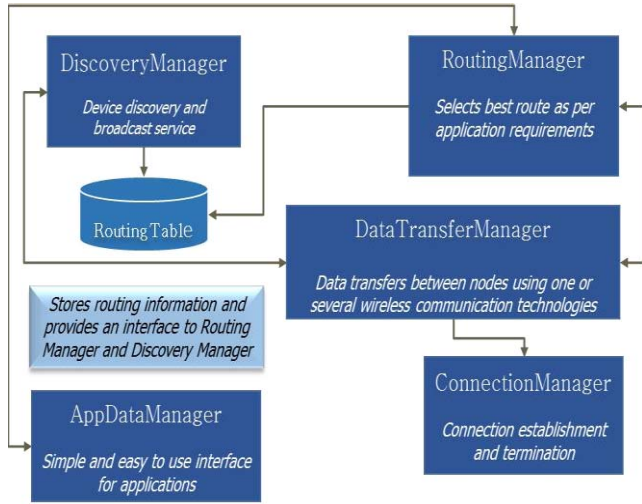 DiscoveryManager
Device discovery and
broadcast service
RoutingManager
Selects best route as per
application requirements
RoutingTable
DataTransferManager
Data transfers between nodes using one or
several wireless communication technologies
Stores routing information and
provides an interface to Routing
Manager and Discovery Manager
ConnectionManager
Connection establishment
and termination
AppDataManager
Simple and easy to use interface
for applications